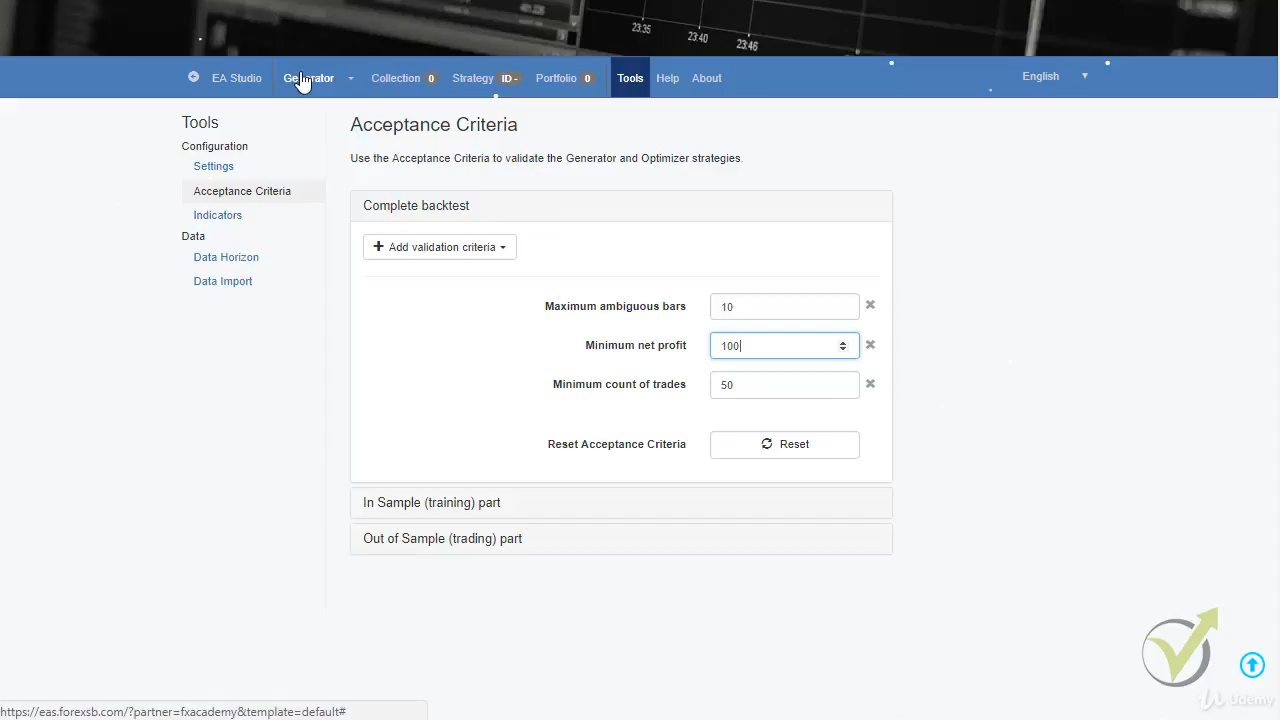 23:35
23:40
23:46
EA Studio
Generator
Collection 0
Strategy ID -
Portfolio 0
Tools
Help
About
English
Tools
Configuration
Settings
Acceptance Criteria
Indicators
Data
Data Horizon
Data Import
Acceptance Criteria
Use the Acceptance Criteria to validate the Generator and Optimizer strategies.
Complete backtest
Add validation criteria
Maximum ambiguous bars 10
Minimum net profit 100
Minimum count of trades 50
Reset Acceptance Criteria Reset
In Sample (training) part
Out of Sample (trading) part
https://eas.forexsb.com/?partner=fxacademy&template=default#
Udemy